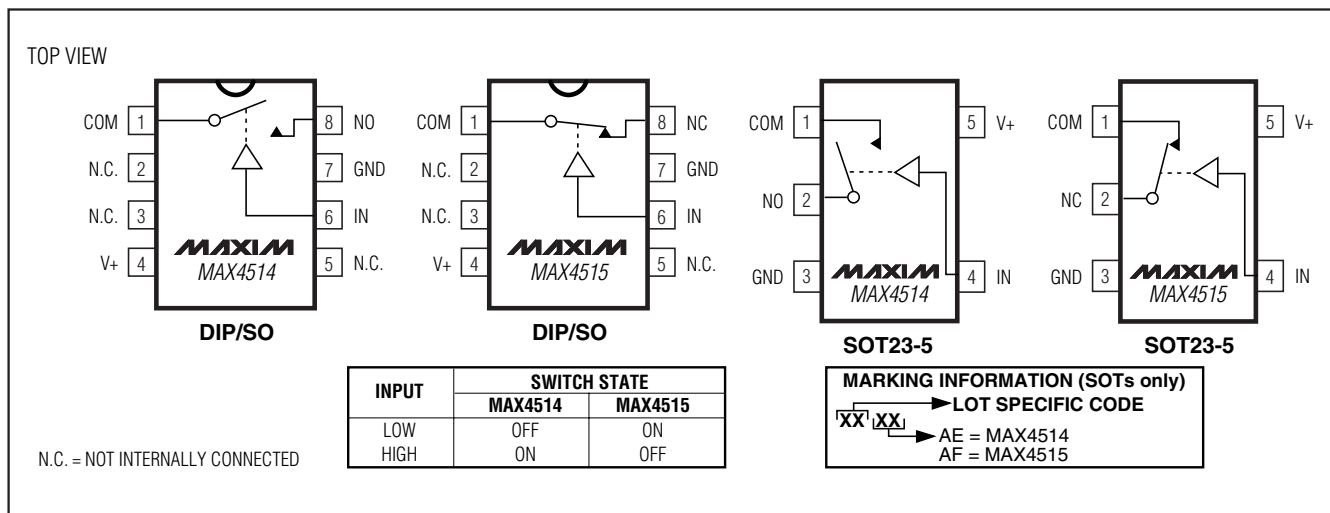 TOP VIEW
COM 1
N.C. 2
N.C. 3
V+ 4
8 NO
7 GND
6 IN
5 N.C.
MAXIM
MAX4514
DIP/SO
COM 1
N.C. 2
N.C. 3
V+ 4
8 NC
7 GND
6 IN
5 N.C.
MAXIM
MAX4515
DIP/SO
COM 1
NO 2
GND 3
5 V+
4 IN
MAXIM
MAX4514
SOT23-5
COM 1
NC 2
GND 3
5 V+
4 IN
MAXIM
MAX4515
SOT23-5
INPUT SWITCH STATE
MAX4514 MAX4515
LOW OFF ON
HIGH ON OFF
N.C. = NOT INTERNALLY CONNECTED
MARKING INFORMATION (SOTs only)
LOT SPECIFIC CODE
XX XX
AE = MAX4514
AF = MAX4515